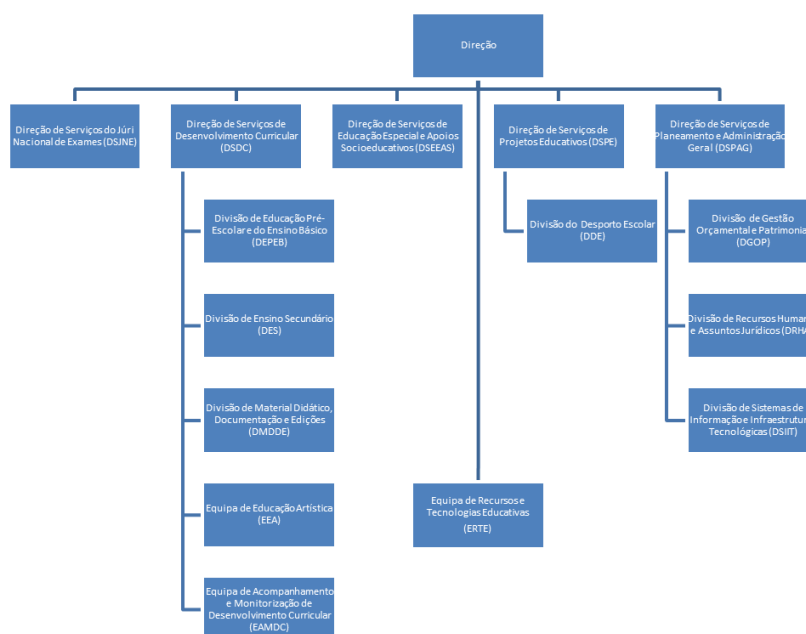 Direção
Direção de Serviços do Júri
Nacional de Exames (DSJNE)
Direção de Serviços de
Desenvolvimento Curricular
(DSDC)
Direção de Serviços de
Educação Especial e Apoios
Socioeducativos (DSEEAS)
Direção de Serviços de
Projetos Educativos (DSPE)
Direção de Serviços de
Planeamento e Administração
Geral (DSPAG)
Divisão de Educação Pré-
Escolar e do Ensino Básico
(DEPEB)
Divisão de Ensino Secundário
(DES)
Divisão de Material Didático,
Documentação e Edições
(DMDDE)
Equipa de Educação Artística
(EEA)
Equipa de Acompanhamento
e Monitorização de
Desenvolvimento Curricular
(EAMDC)
Equipa de Recursos e
Tecnologias Educativas
(ERTE)
Divisão do Desporto Escolar
(DDE)
Divisão de Gestão
Orçamental e Patrimonia
(DGOP)
Divisão de Recursos Human
e Assuntos Jurídicos (DRHA
Divisão de Sistemas de
Informação e Infraestrutur
Tecnológicas (DSIIT)